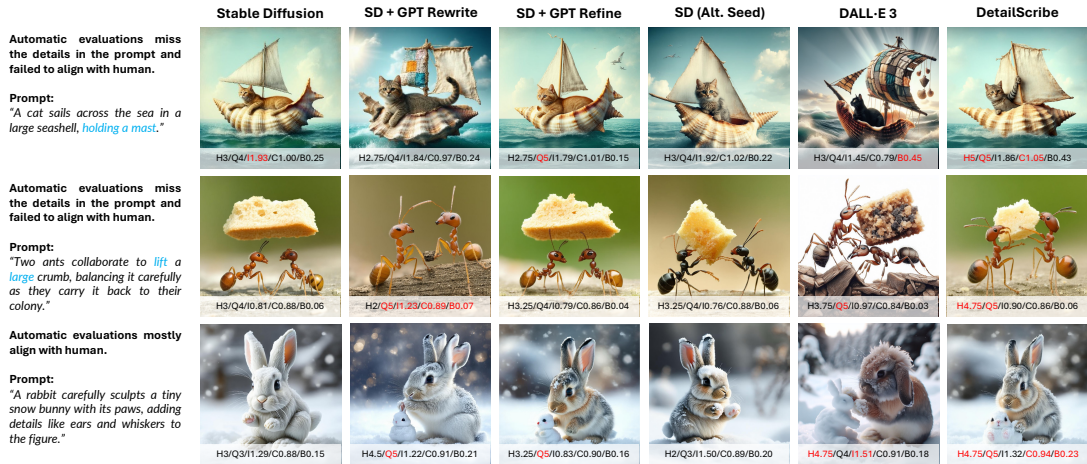 Stable Diffusion
SD + GPT Rewrite
SD + GPT Refine
SD (Alt. Seed)
DALL·E 3
DetailScribe
Automatic evaluations miss
the details in the prompt and
failed to align with human.
Prompt:
"A cat sails across the sea in a
large seashell, holding a mast."
H3/Q4/I1.93/C1.00/B0.25
H2.75/Q4/I1.84/C0.97/B0.24
H2.75/Q5/I1.79/C1.01/B0.15
H3/Q4/I1.92/C1.02/B0.22
H3/Q4/I1.45/C0.79/B0.45
H5/Q5/I1.86/C1.05/B0.43
Automatic evaluations miss
the details in the prompt and
failed to align with human.
Prompt:
"Two ants collaborate to lift a
large crumb, balancing it carefully
as they carry it back to their
colony."
H3/Q4/I0.81/C0.88/B0.06
H2/Q5/I1.23/C0.89/B0.07
H3.25/Q4/I0.79/C0.86/B0.04
H3.25/Q4/I0.76/C0.88/B0.06
H3.75/Q5/I0.97/C0.84/B0.03
H4.75/Q5/I0.90/C0.86/B0.06
Automatic evaluations mostly
align with human.
Prompt:
"A rabbit carefully sculpts a tiny
snow bunny with its paws, adding
details like ears and whiskers to
the figure."
H3/Q3/I1.29/C0.88/B0.15
H4.5/Q5/I1.22/C0.91/B0.21
H3.25/Q5/I0.83/C0.90/B0.16
H2/Q3/I1.50/C0.89/B0.20
H4.75/Q4/I1.51/C0.91/B0.18
H4.75/Q5/I1.32/C0.94/B0.23